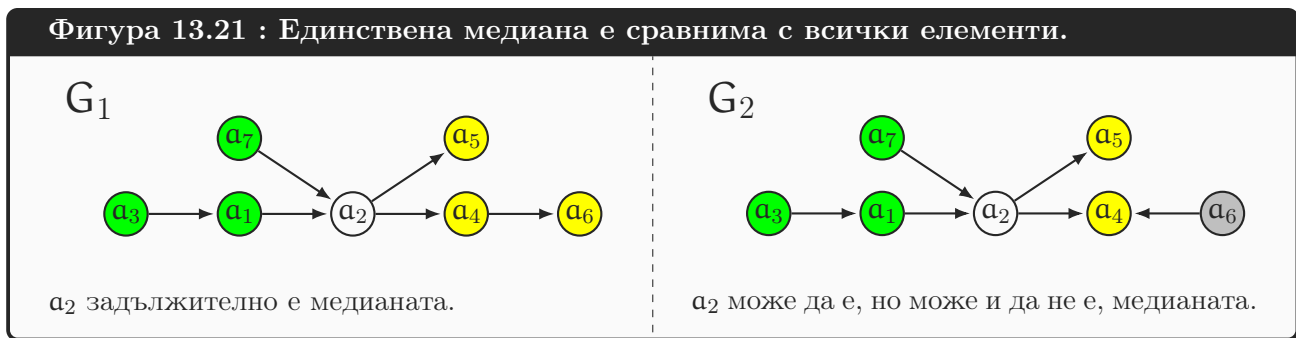 Фигура 13.21 : Единствена медиана е сравнима с всички елементи.
G₁
a₇ a₅
a₃ a₁ a₂ a₄ a₆
a₂ задължително е медианата.
G₂
a₇ a₅
a₃ a₁ a₂ a₄ a₆
a₂ може да е, но може и да не е, медианата.